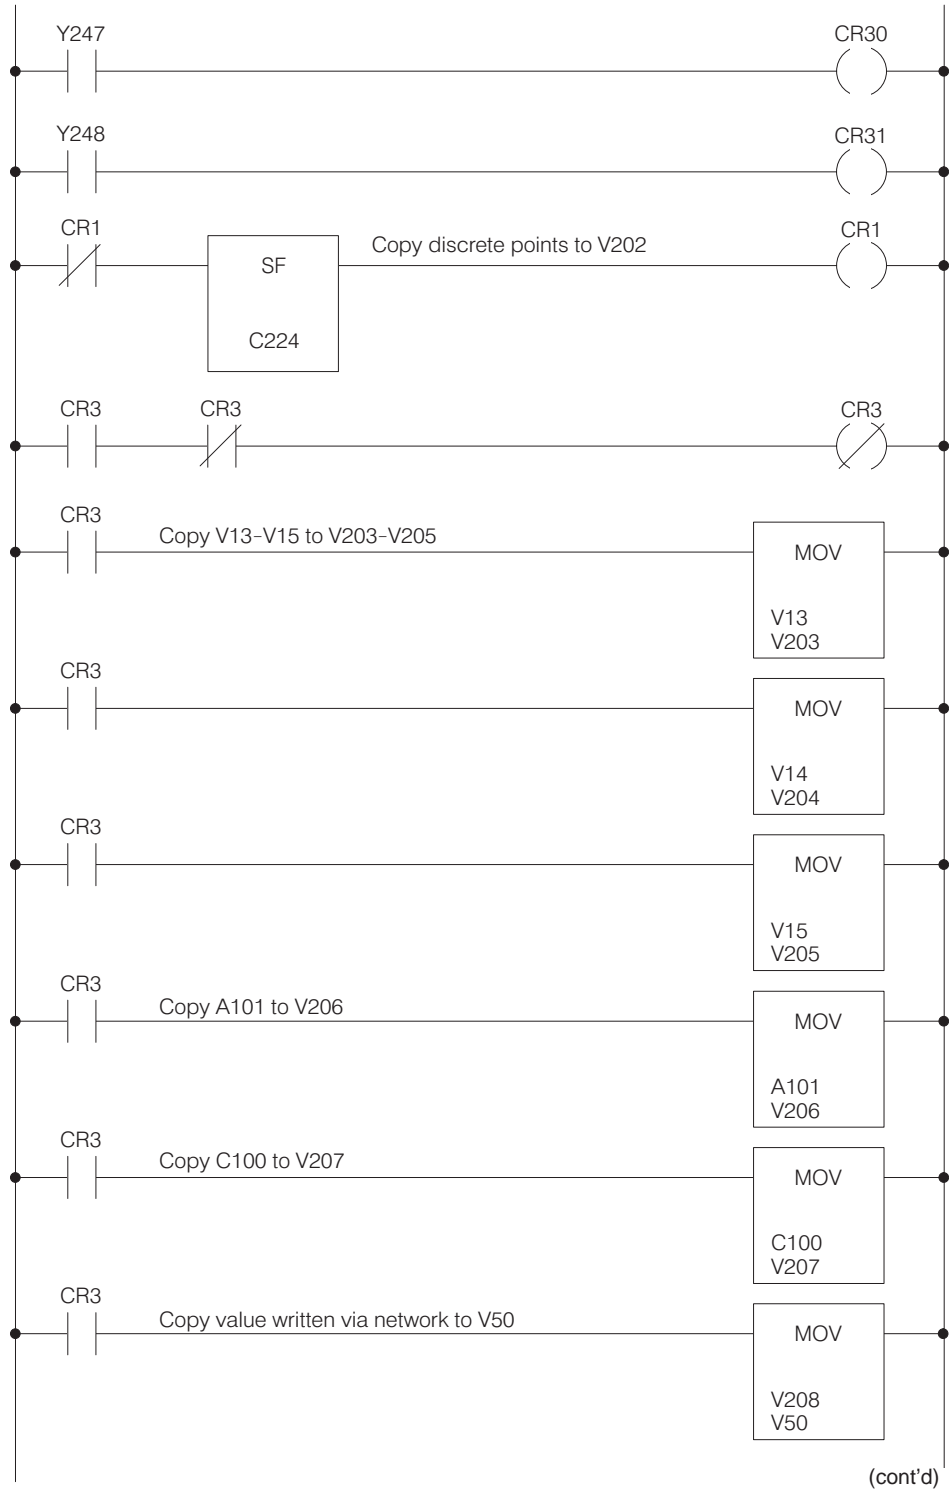 Y247 CR30
Y248 CR31
CR1 CR1
Copy discrete points to V202
SF
C224
CR3 CR3 CR3
CR3
Copy V13-V15 to V203-V205
MOV
V13
V203
CR3
MOV
V14
V204
CR3
MOV
V15
V205
CR3
Copy A101 to V206
MOV
A101
V206
CR3
Copy C100 to V207
MOV
C100
V207
CR3
Copy value written via network to V50
MOV
V208
V50
(cont'd)